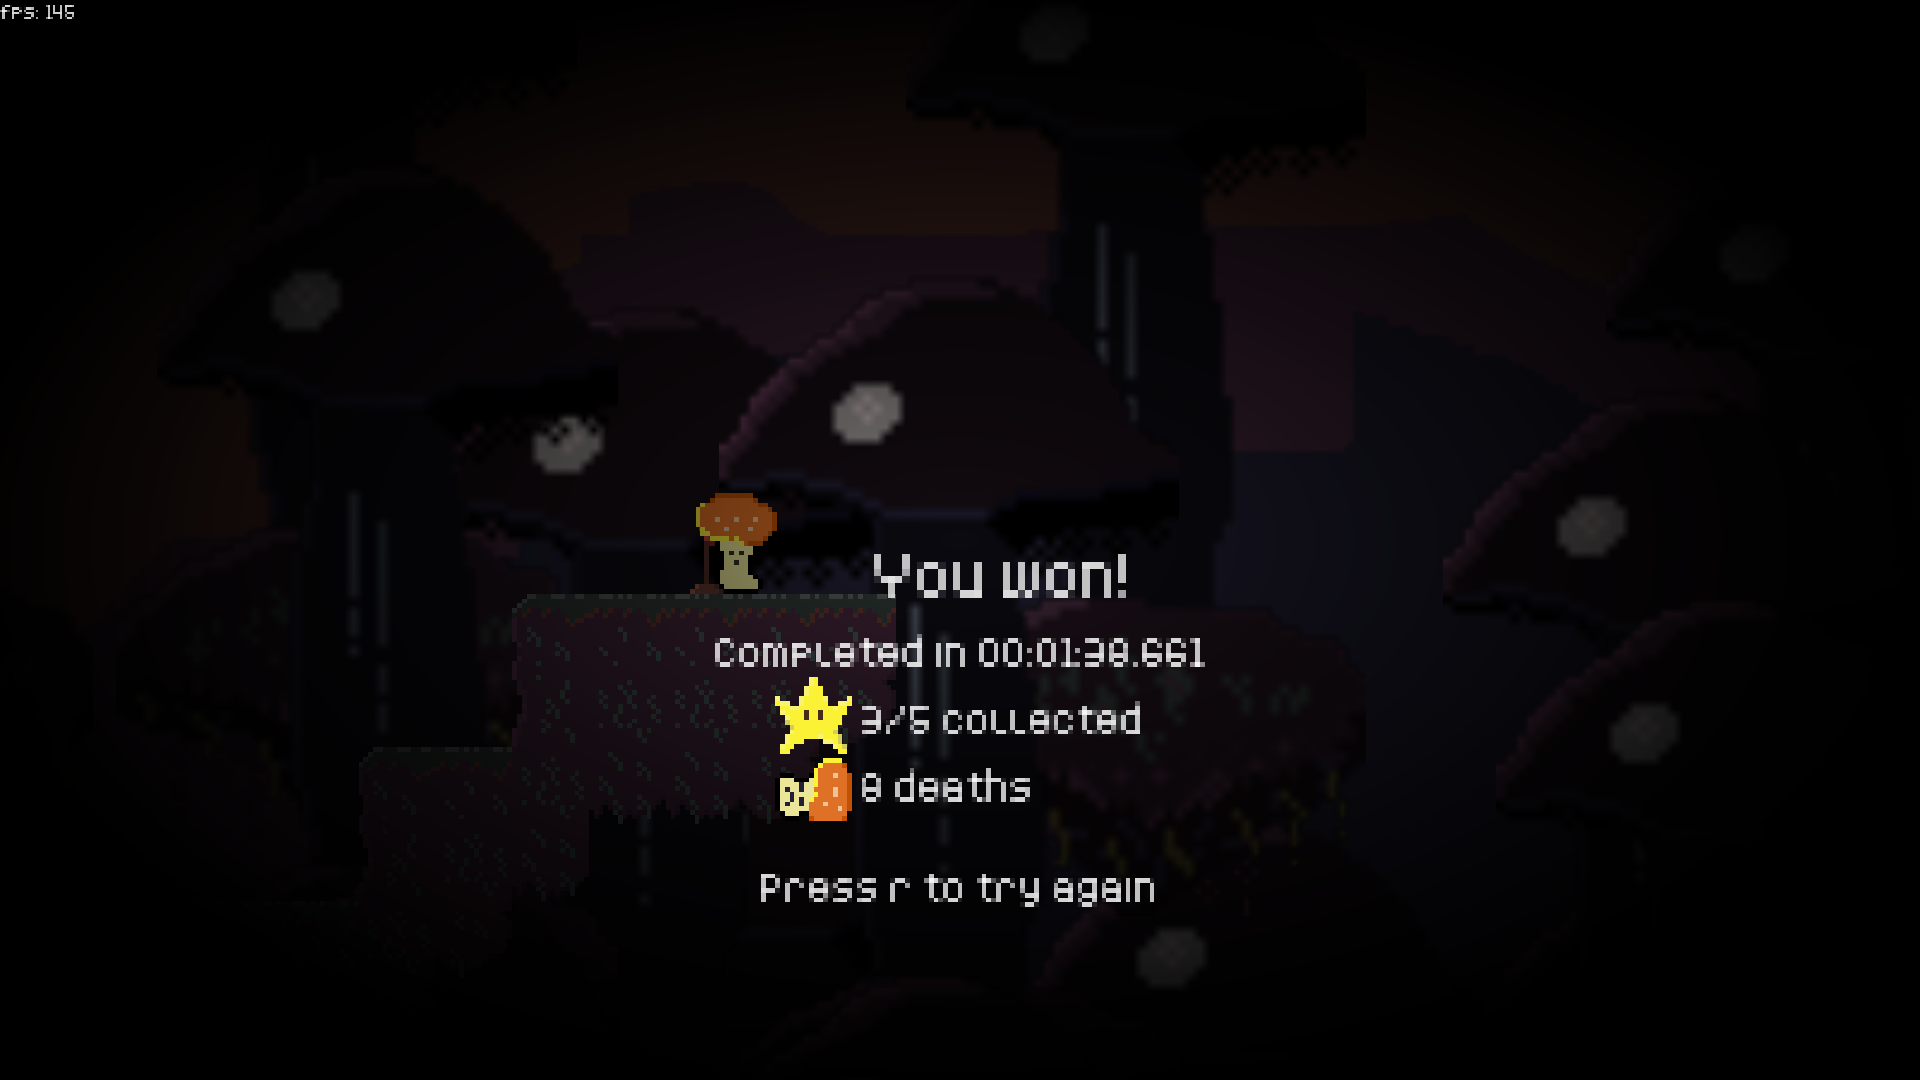 fps: 145
You won!
Completed in 00:01:38.661
3/5 collected
8 deaths
Press r to try again